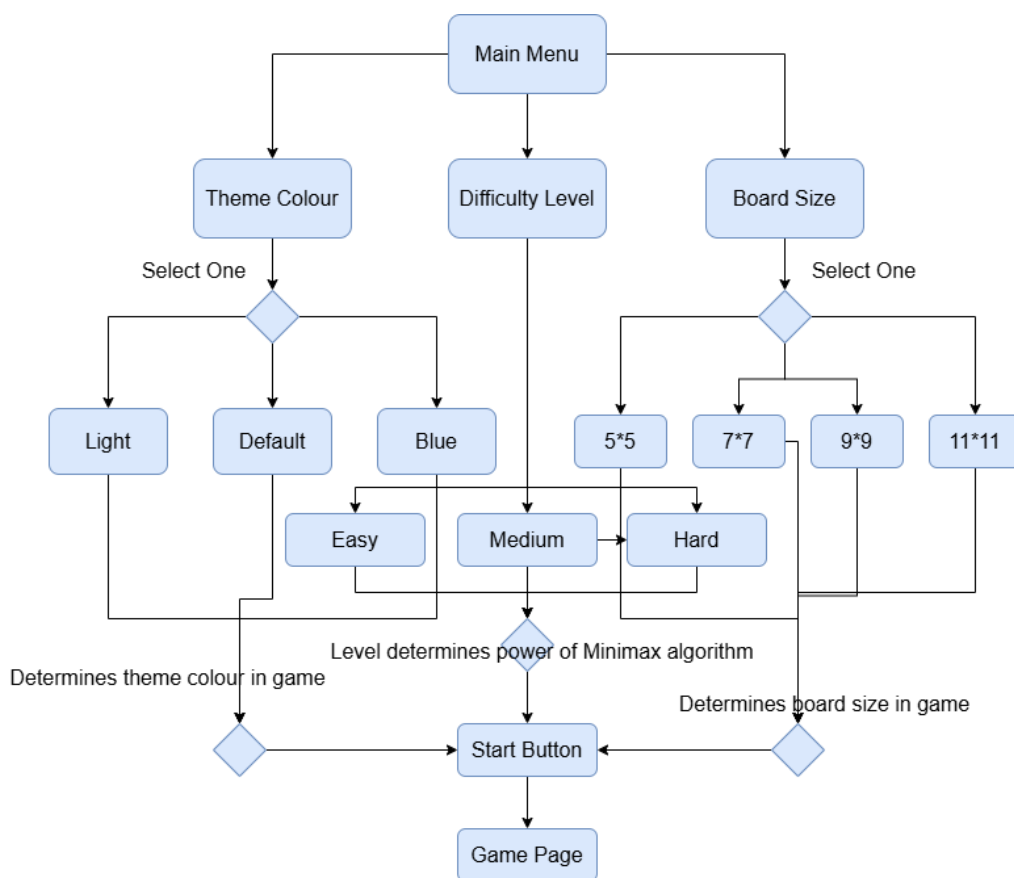 Main Menu
Theme Colour
Difficulty Level
Board Size
Select One
Select One
Light
Default
Blue
5*5
7*7
9*9
11*11
Easy
Medium
Hard
Level determines power of Minimax algorithm
Determines theme colour in game
Determines board size in game
Start Button
Game Page